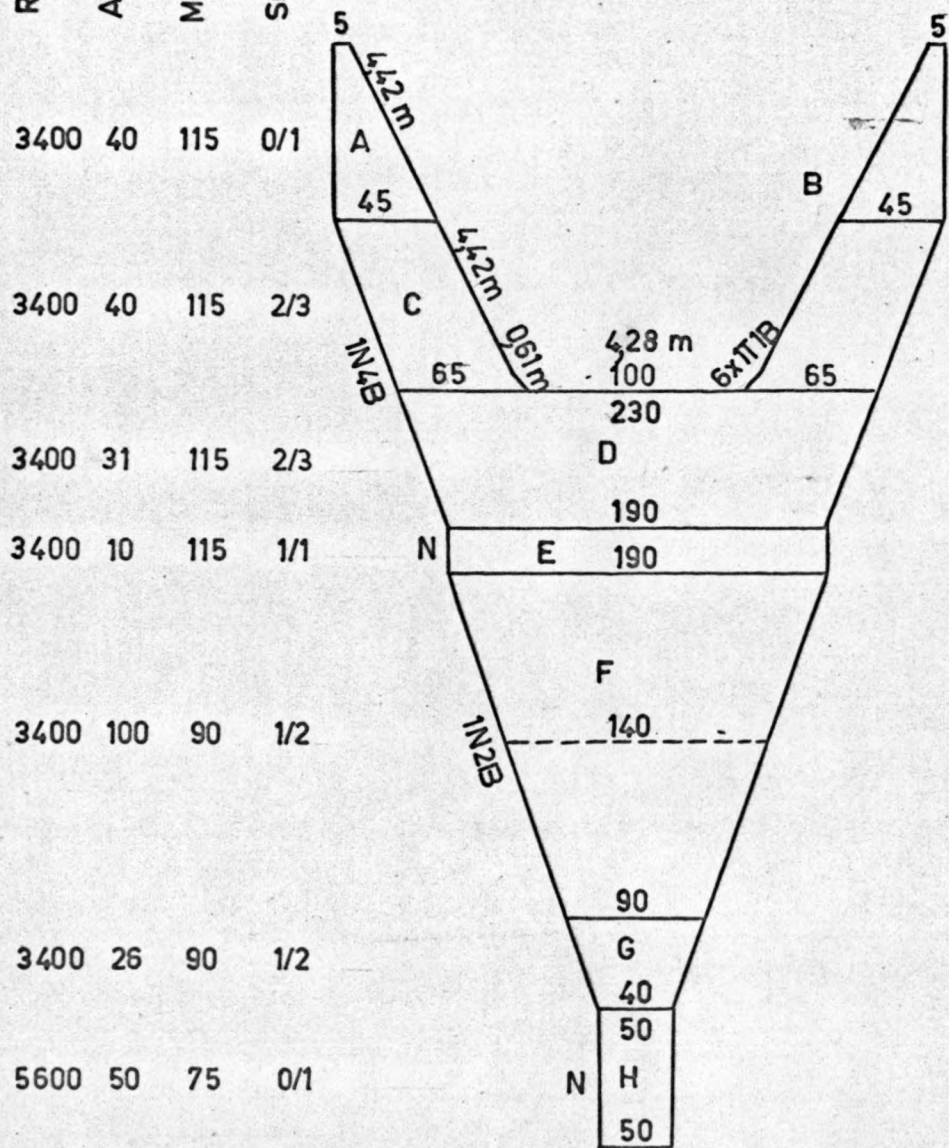 R A M S
5 5
4,42 m
3400 40 115 0/1 A B
45 45
4,42 m
3400 40 115 2/3 C
0,61 m 4,28 m 6x1T1B
1N4B 65 100 65
230
3400 31 115 2/3 D
190
3400 10 115 1/1 N E 190
F
3400 100 90 1/2 1N2B 140
90
G
3400 26 90 1/2
40
50
5600 50 75 0/1 N H
50